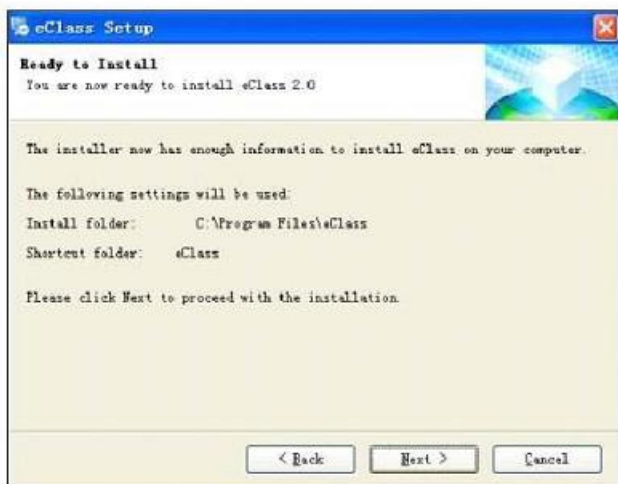 eClass Setup
Ready to Install
You are now ready to install eClass 2.0
The installer now has enough information to install eClass on your computer.
The following settings will be used:
Install folder: C:\Program Files\eClass
Shortcut folder: eClass
Please click Next to proceed with the installation.
< Back Next > Cancel